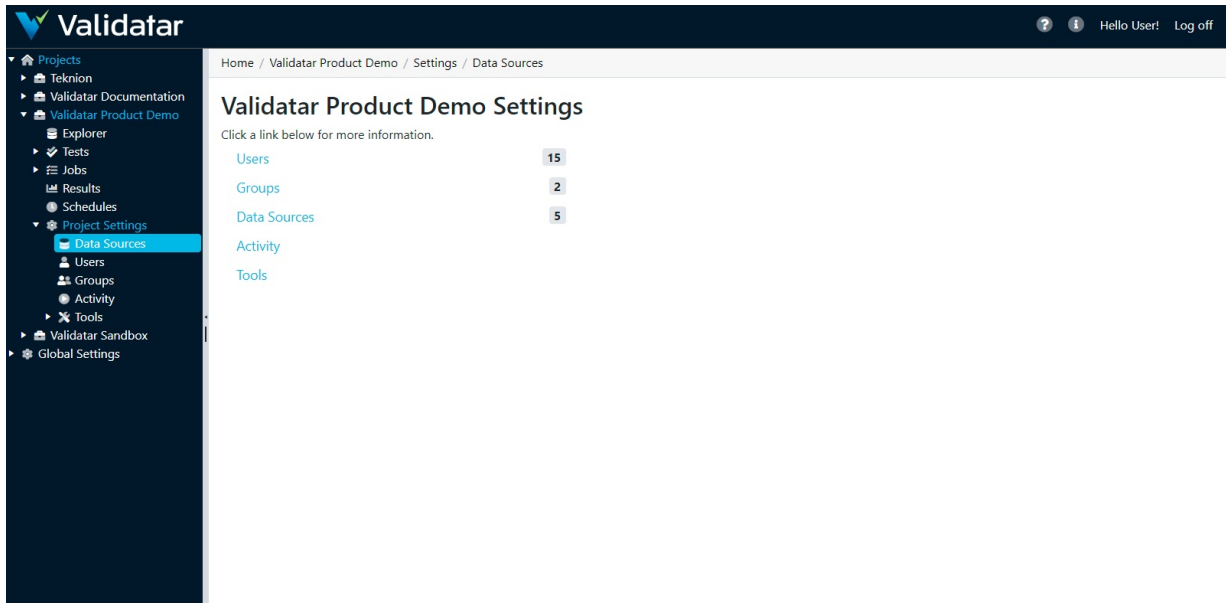 Validatar
? i Hello User! Log off
Projects
Teknion
Validatar Documentation
Validatar Product Demo
Explorer
Tests
Jobs
Results
Schedules
Project Settings
Data Sources
Users
Groups
Activity
Tools
Validatar Sandbox
Global Settings
Home / Validatar Product Demo / Settings / Data Sources
Validatar Product Demo Settings
Click a link below for more information.
Users 15
Groups 2
Data Sources 5
Activity
Tools